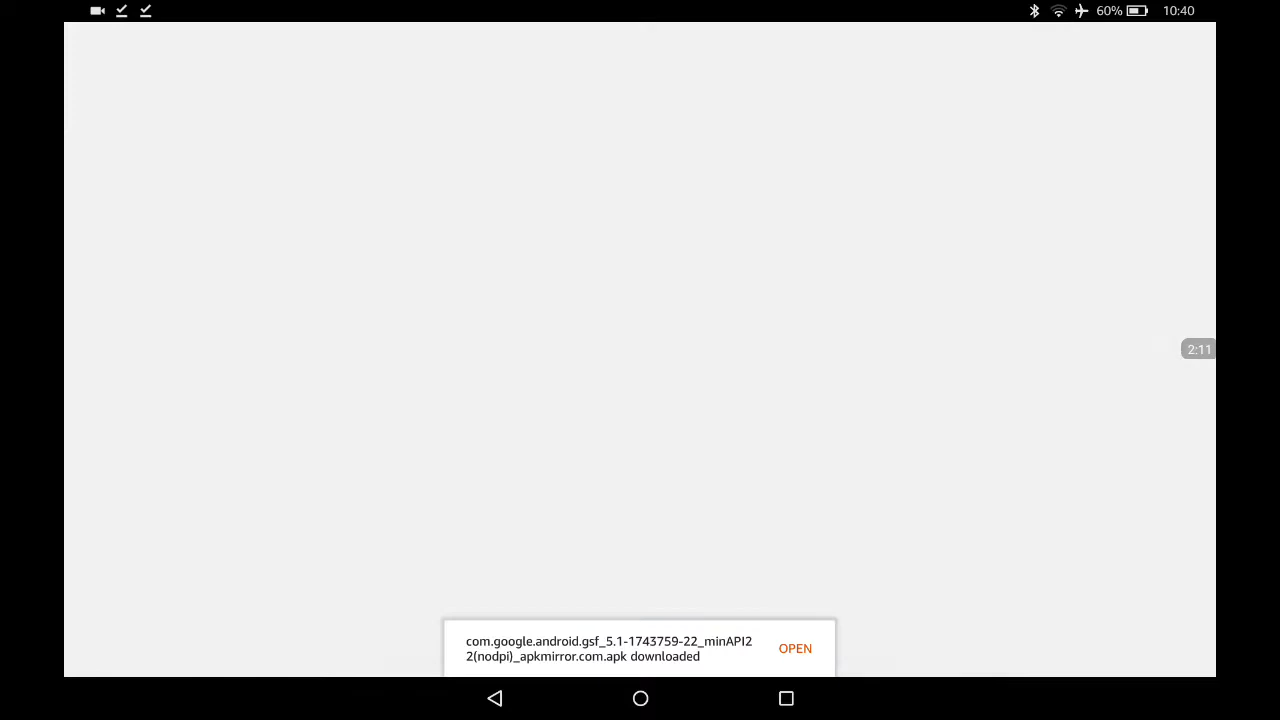 60% 10:40
2:11
com.google.android.gsf_5.1-1743759-22_minAPI2
2(nodpi)_apkmirror.com.apk downloaded
OPEN